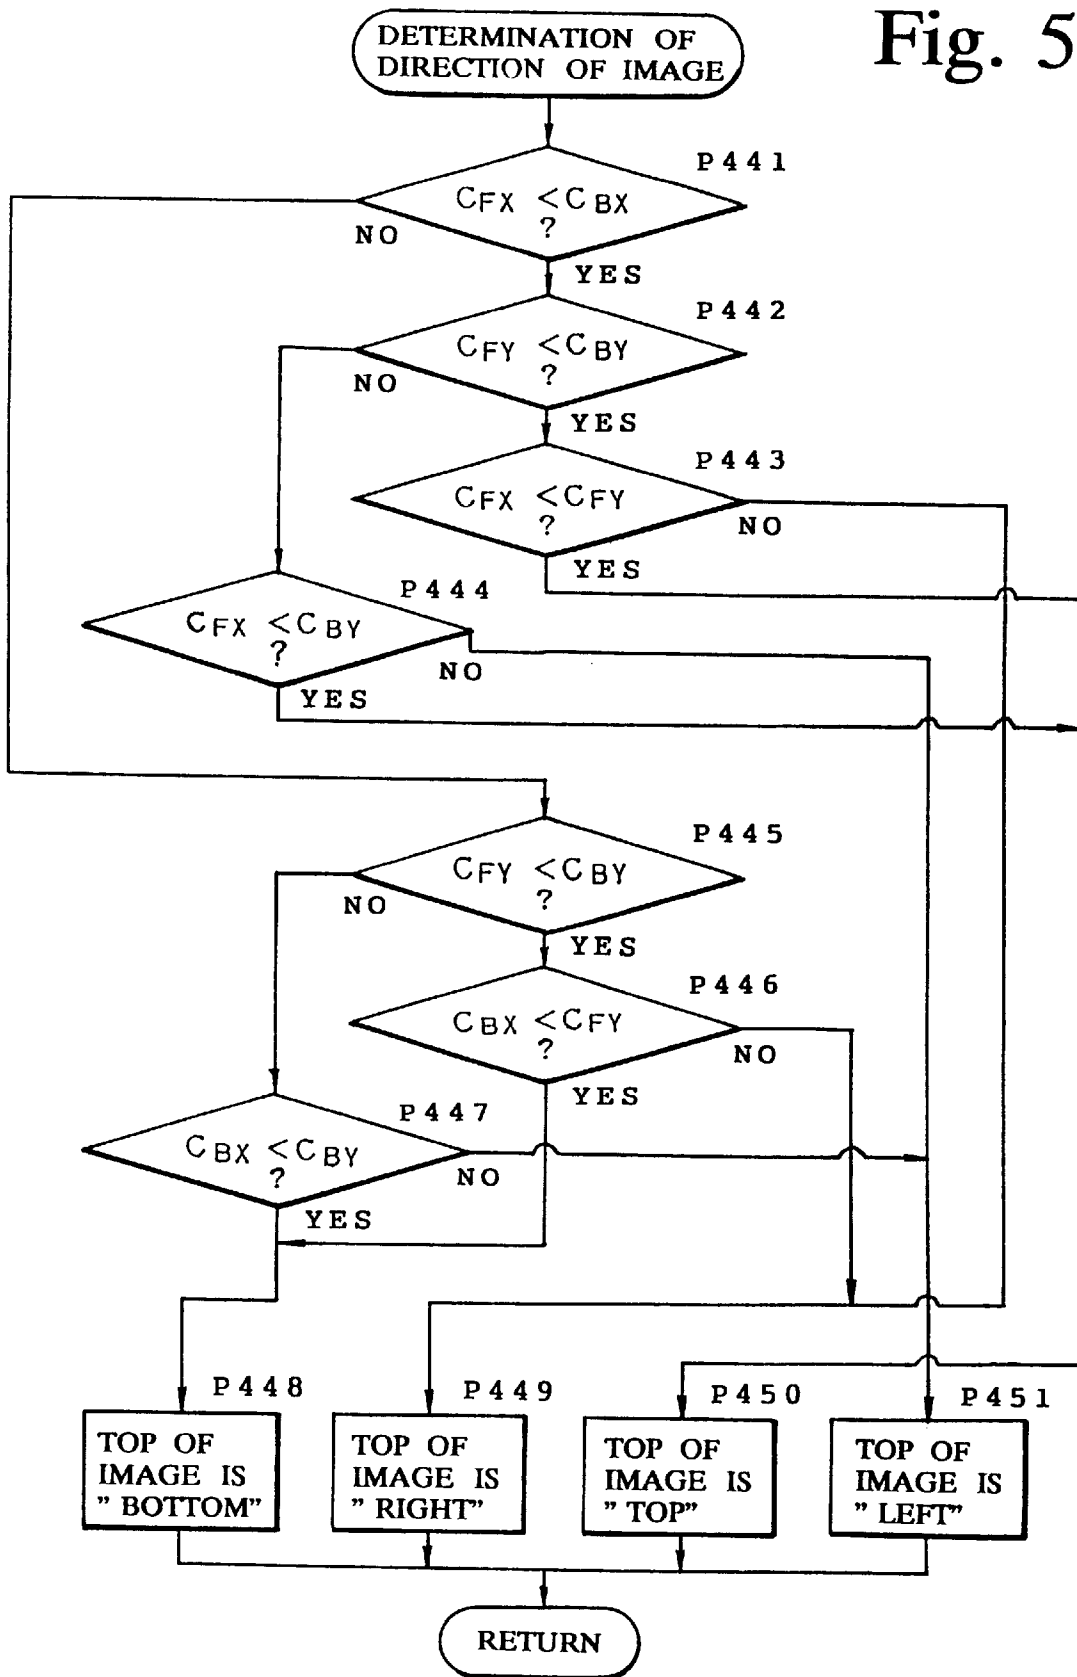 Fig. 5
DETERMINATION OF
DIRECTION OF IMAGE
P441
CFX < CBX
?
NO
YES
P442
CFY < CBY
?
NO
YES
P443
CFX < CFY
?
NO
YES
P444
CFX < CBY
?
NO
YES
P445
CFY < CBY
?
NO
YES
P446
CBX < CFY
?
NO
YES
P447
CBX < CBY
?
NO
YES
P448
TOP OF
IMAGE IS
" BOTTOM"
P449
TOP OF
IMAGE IS
" RIGHT"
P450
TOP OF
IMAGE IS
" TOP"
P451
TOP OF
IMAGE IS
" LEFT"
RETURN